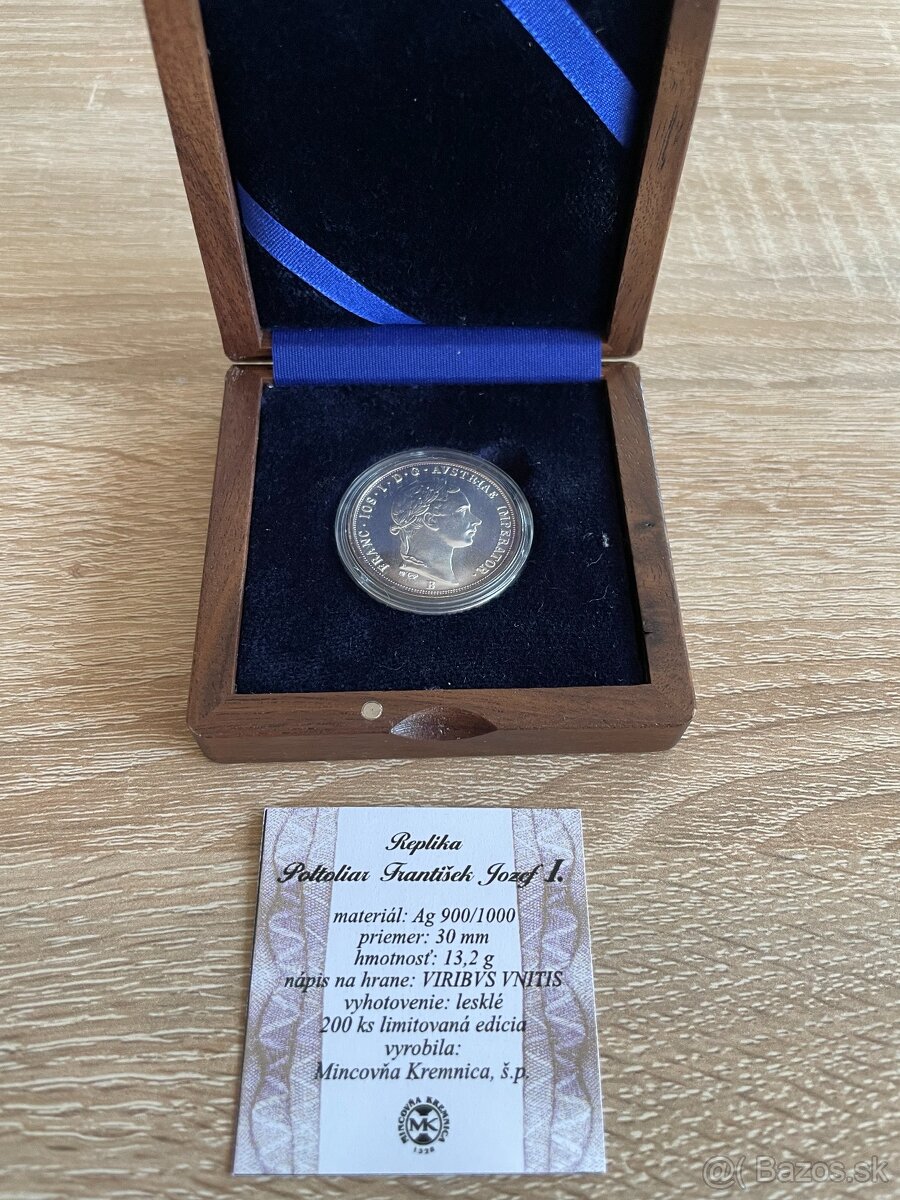 FRANC · IOS · I · D · G · AVSTRIAE IMPERATOR ·
B
Replika
Poltoliar František Jozef I.
materiál: Ag 900/1000
priemer: 30 mm
hmotnosť: 13,2 g
nápis na hrane: VIRIBVS VNITIS
vyhotovenie: lesklé
200 ks limitovaná edícia
vyrobila:
Mincovňa Kremnica, š.p.
MINCOVŇA KREMNICA
MK
1328
@( Bazos.sk